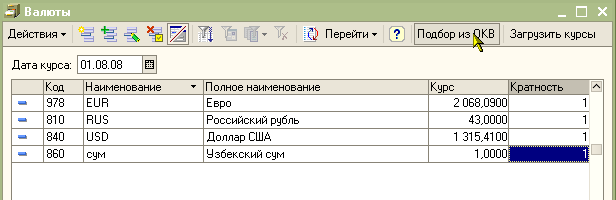 Валюты
Действия Перейти ? Подбор из ОКВ Загрузить курсы
Дата курса: 01.08.08
Код Наименование Полное наименование Курс Кратность
978 EUR Евро 2 068,0900 1
810 RUS Российский рубль 43,0000 1
840 USD Доллар США 1 315,4100 1
860 сум Узбекский сум 1,0000 1